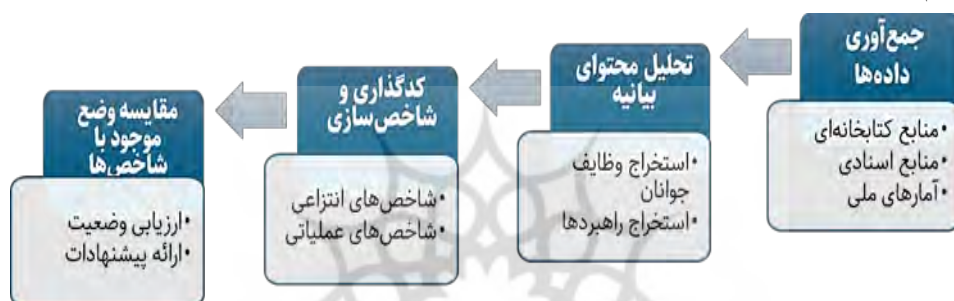 جمع‌آوری
داده‌ها
•منابع کتابخانه‌ای
•منابع اسنادی
•آمارهای ملی
تحلیل محتوای
بیانیه
•استخراج وظایف
جوانان
•استخراج راهبردها
کدگذاری و
شاخص‌سازی
•شاخص‌های انتزاعی
•شاخص‌های عملیاتی
مقایسه وضع
موجود با
شاخص‌ها
•ارزیابی وضعیت
•ارائه پیشنهادات